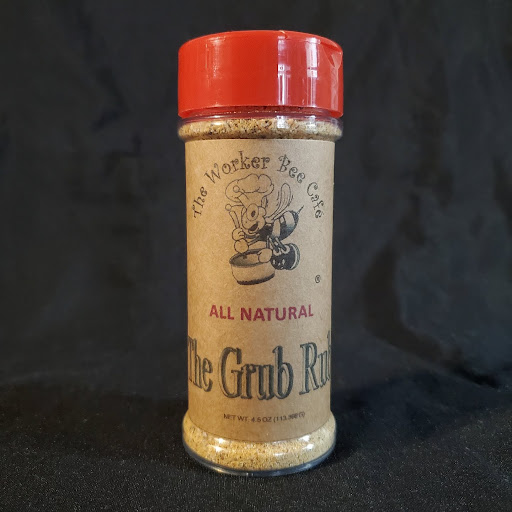 The Worker Bee Cafe
®
ALL NATURAL
The Grub Rub